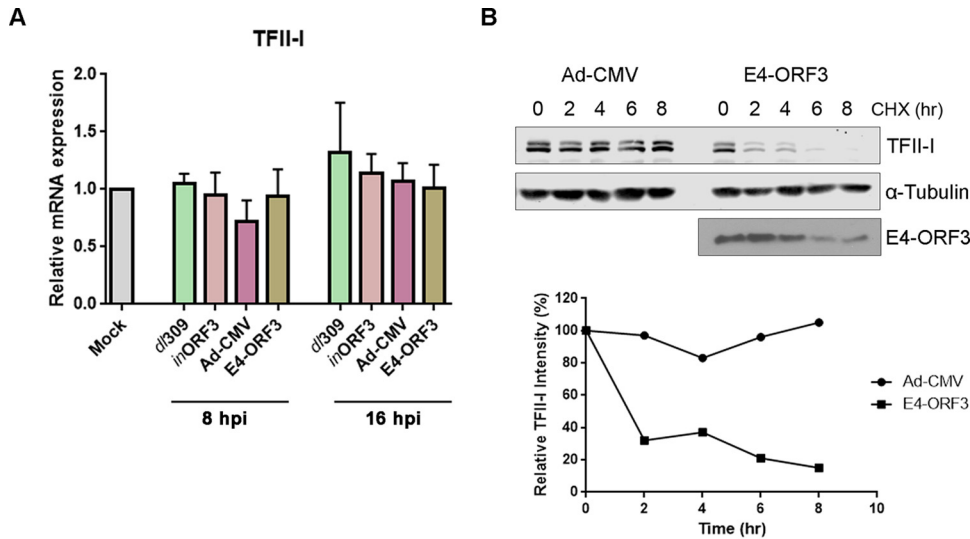 A
TFII-I
Relative mRNA expression
2.0
1.5
1.0
0.5
0.0
Mock
dl309
inORF3
Ad-CMV
E4-ORF3
dl309
inORF3
Ad-CMV
E4-ORF3
8 hpi
16 hpi
B
Ad-CMV
E4-ORF3
0 2 4 6 8 0 2 4 6 8 CHX (hr)
TFII-I
α-Tubulin
E4-ORF3
Relative TFII-I Intensity (%)
120
100
80
60
40
20
0
0 2 4 6 8 10
Time (hr)
Ad-CMV
E4-ORF3